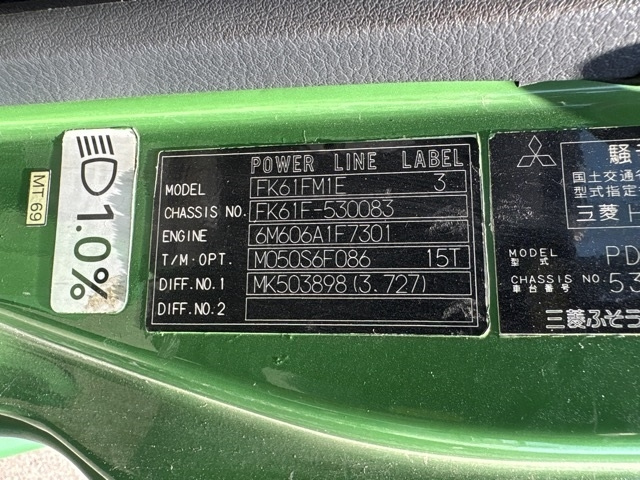 MT-69
1.0%
POWER LINE LABEL
MODEL FK61FM1E 3
CHASSIS NO. FK61F-530083
ENGINE 6M606A1F7301
T/M・OPT. M050S6F086 15T
DIFF.NO.1 MK503898(3.727)
DIFF.NO.2
騒
国土交通
型式指定
三菱
MODEL 型式 PD
CHASSIS NO. 車台番号 53
三菱ふそう